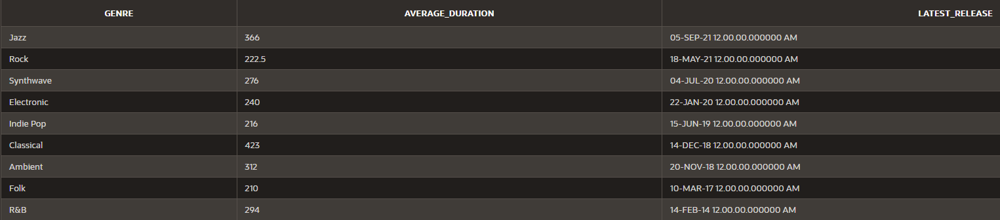 GENRE AVERAGE_DURATION LATEST_RELEASE
Jazz 366 05-SEP-21 12.00.00.000000 AM
Rock 222.5 18-MAY-21 12.00.00.000000 AM
Synthwave 276 04-JUL-20 12.00.00.000000 AM
Electronic 240 22-JAN-20 12.00.00.000000 AM
Indie Pop 216 15-JUN-19 12.00.00.000000 AM
Classical 423 14-DEC-18 12.00.00.000000 AM
Ambient 312 20-NOV-18 12.00.00.000000 AM
Folk 210 10-MAR-17 12.00.00.000000 AM
R&B 294 14-FEB-14 12.00.00.000000 AM